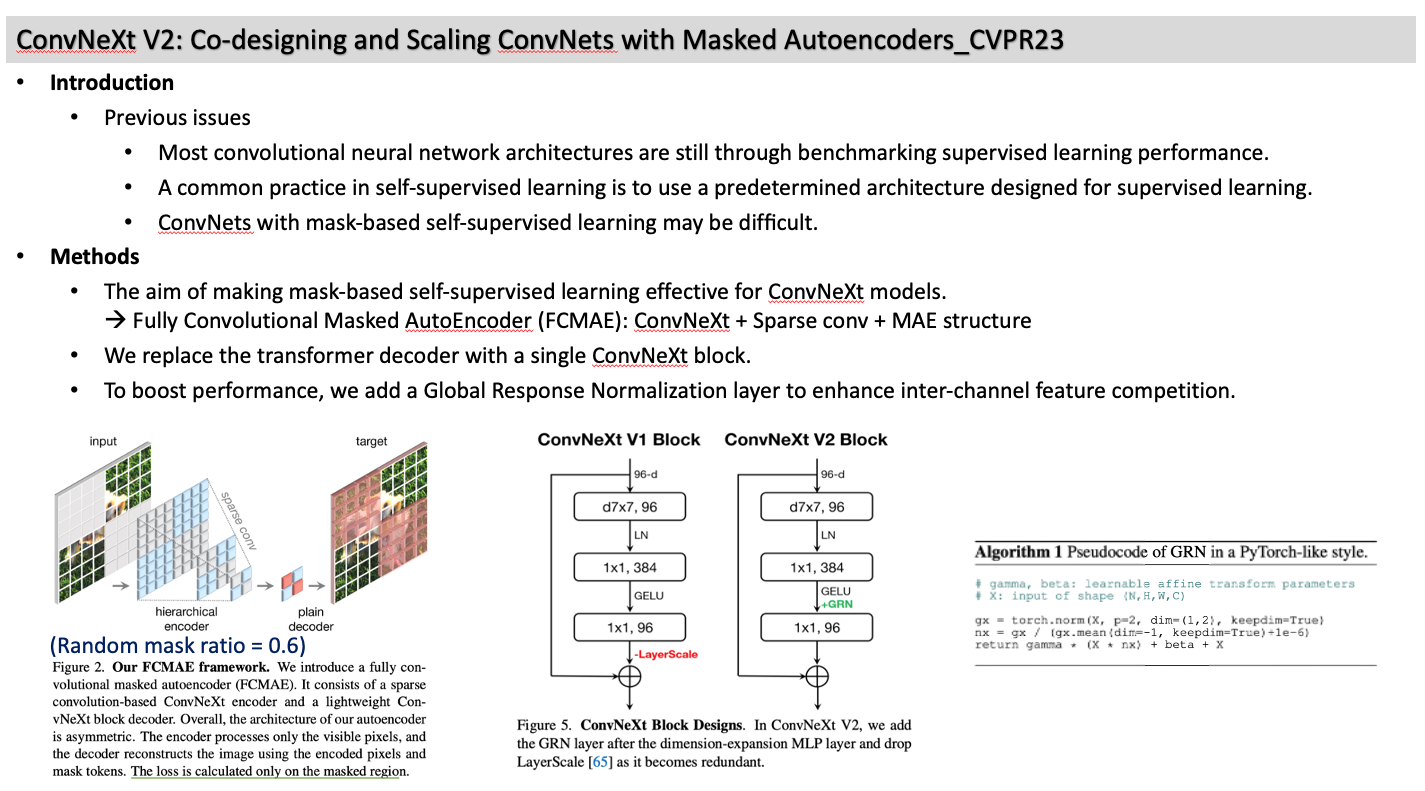 ConvNeXt V2: Co-designing and Scaling ConvNets with Masked Autoencoders_CVPR23
• Introduction
• Previous issues
• Most convolutional neural network architectures are still through benchmarking supervised learning performance.
• A common practice in self-supervised learning is to use a predetermined architecture designed for supervised learning.
• ConvNets with mask-based self-supervised learning may be difficult.
• Methods
• The aim of making mask-based self-supervised learning effective for ConvNeXt models.
→ Fully Convolutional Masked AutoEncoder (FCMAE): ConvNeXt + Sparse conv + MAE structure
• We replace the transformer decoder with a single ConvNeXt block.
• To boost performance, we add a Global Response Normalization layer to enhance inter-channel feature competition.
input
target
sparse conv
hierarchical
encoder
plain
decoder
(Random mask ratio = 0.6)
Figure 2. Our FCMAE framework. We introduce a fully con-
volutional masked autoencoder (FCMAE). It consists of a sparse
convolution-based ConvNeXt encoder and a lightweight Con-
vNeXt block decoder. Overall, the architecture of our autoencoder
is asymmetric. The encoder processes only the visible pixels, and
the decoder reconstructs the image using the encoded pixels and
mask tokens. The loss is calculated only on the masked region.
ConvNeXt V1 Block
96-d
d7x7, 96
LN
1x1, 384
GELU
1x1, 96
-LayerScale
ConvNeXt V2 Block
96-d
d7x7, 96
LN
1x1, 384
GELU
+GRN
1x1, 96
Figure 5. ConvNeXt Block Designs. In ConvNeXt V2, we add
the GRN layer after the dimension-expansion MLP layer and drop
LayerScale [65] as it becomes redundant.
Algorithm 1 Pseudocode of GRN in a PyTorch-like style.
# gamma, beta: learnable affine transform parameters
# X: input of shape (N,H,W,C)
gx = torch.norm(X, p=2, dim=(1,2), keepdim=True)
nx = gx / (gx.mean(dim=-1, keepdim=True)+1e-6)
return gamma * (X * nx) + beta + X